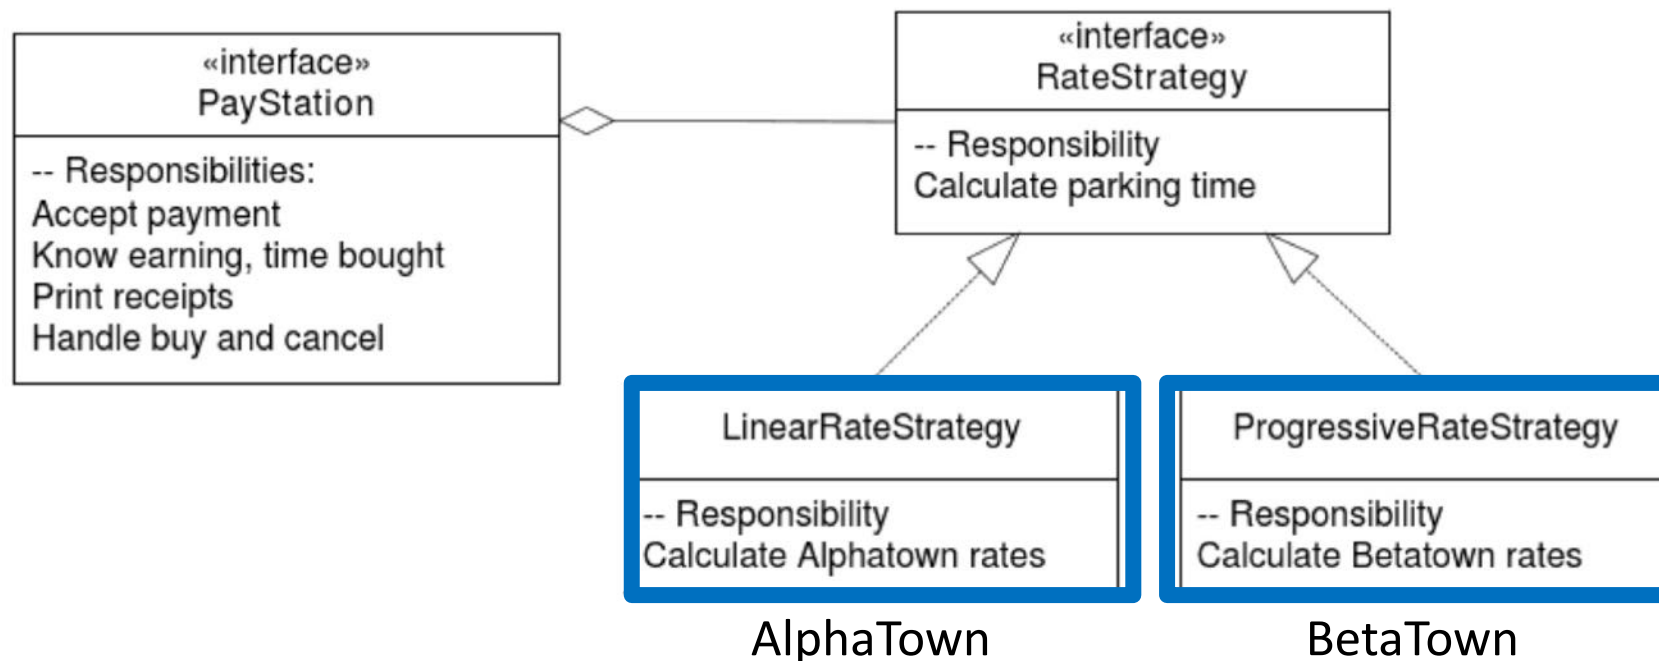 «interface»
PayStation
-- Responsibilities:
Accept payment
Know earning, time bought
Print receipts
Handle buy and cancel
«interface»
RateStrategy
-- Responsibility
Calculate parking time
LinearRateStrategy
-- Responsibility
Calculate Alphatown rates
AlphaTown
ProgressiveRateStrategy
-- Responsibility
Calculate Betatown rates
BetaTown